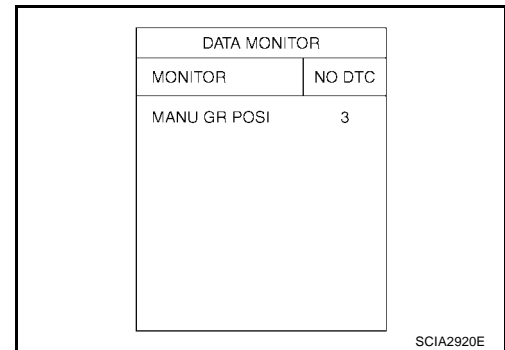 DATA MONITOR
MONITOR NO DTC
MANU GR POSI 3
SCIA2920E